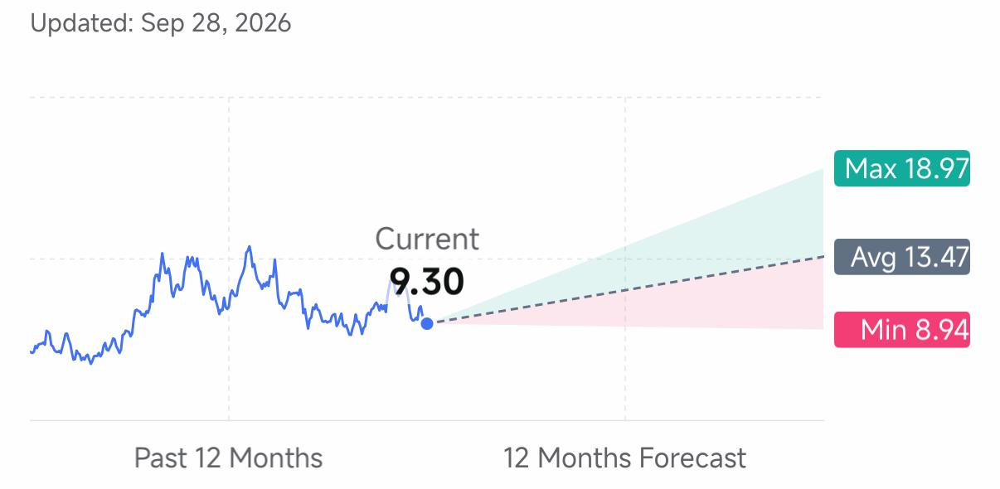 Updated: Sep 28, 2026
Max 18.97
Current
Avg 13.47
9.30
Min 8.94
Past 12 Months
12 Months Forecast